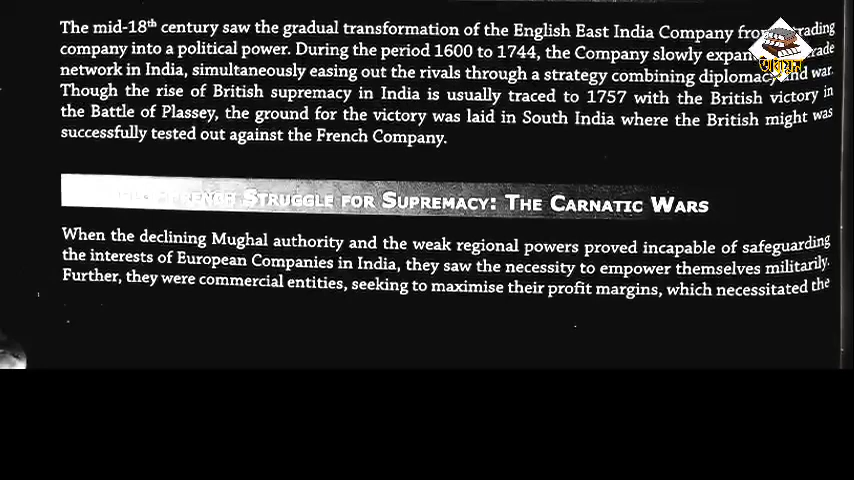 The mid-18th century saw the gradual transformation of the English East India Company rading
company into a political power. During the period 1600 to 1744, the Company slowly rade
network in India, simultaneously easing out the rivals through a strategy combining diplomacy and war.
Though the rise of British supremacy in India is usually traced to 1757 with the British victory in
the Battle of Plassey, the ground for the victory was laid in South India where the British might was
successfully tested out against the French Company.
STRUGGLE FOR SUPREMACY: THE CARNATIC WARS
When the declining Mughal authority and the weak regional powers proved incapable of safeguarding
the interests of European Companies in India, they saw the necessity to empower themselves militarily.
Further, they were commercial entities, seeking to maximise their profit margins, which necessitated the